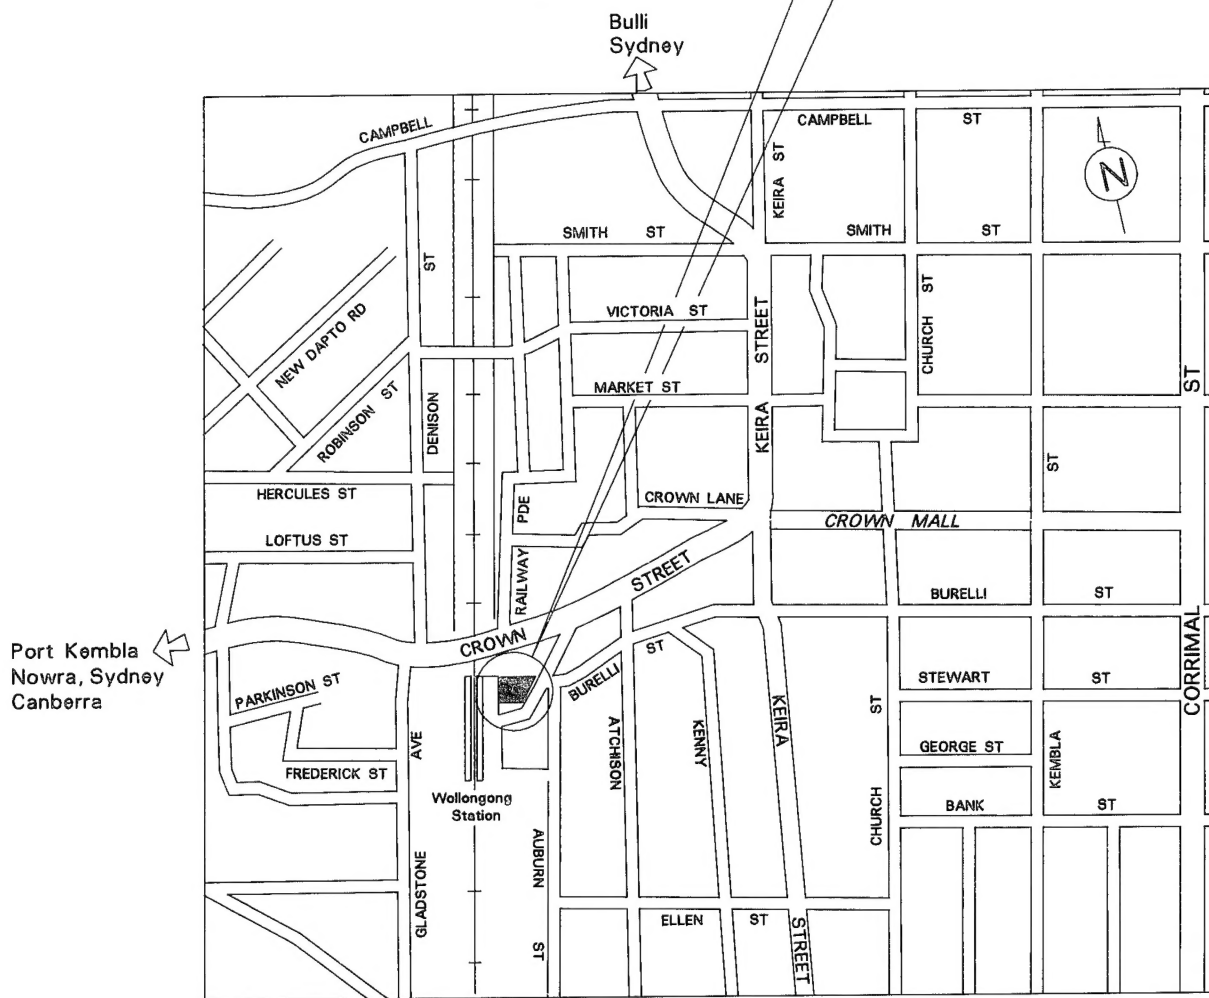 Bulli
Sydney
CAMPBELL
CAMPBELL ST
KEIRA ST
N
SMITH ST
SMITH ST
ST
NEW DAPTO RD
VICTORIA ST
STREET
CHURCH ST
ROBINSON ST
DENISON
MARKET ST
KEIRA
ST
ST
HERCULES ST
PDE
CROWN LANE
CROWN MALL
LOFTUS ST
RAILWAY
STREET
BURELLI ST
CROWN
Port Kembla
Nowra, Sydney
Canberra
PARKINSON ST
BURELLI ST
STEWART ST
CORRIMAL
AVE
ATCHISON
KENNY
KEIRA
ST
GEORGE ST
KEMBLA
FREDERICK ST
Wollongong
Station
CHURCH
BANK ST
AUBURN ST
GLADSTONE
ELLEN ST
STREET